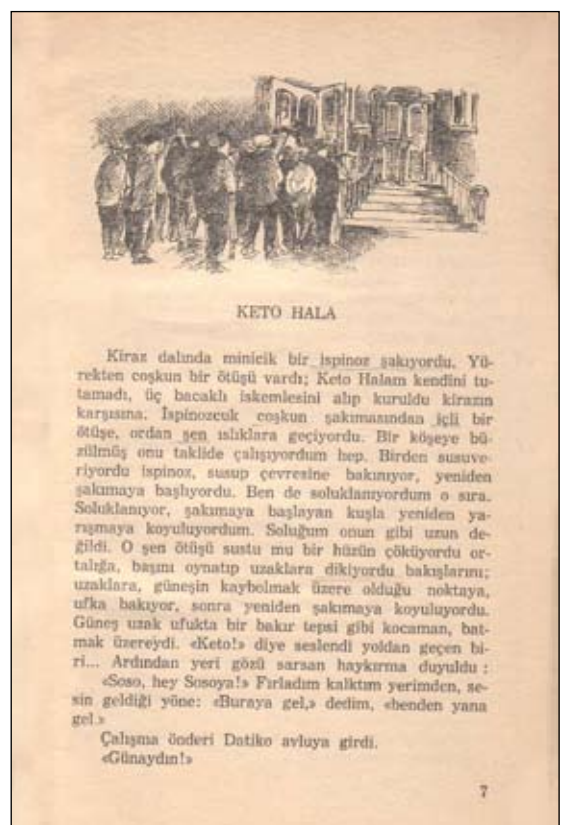 KETO HALA
Kiraz dalında minicik bir ispinoz şakıyordu. Yü-
rekten coşkun bir ötüşü vardı; Keto Halam kendini tu-
tamadı, üç bacaklı iskemlesini alıp kuruldu kirazın
karşısına. İspinozcuk coşkun şakımasından içli bir
ötüşe, ordan şen ıslıklara geçiyordu. Bir köşeye bü-
zülmüş onu taklide çalışıyordum hep. Birden susuve-
riyordu ispinoz, susup çevresine bakınıyor, yeniden
şakımaya başlıyordu. Ben de soluklanıyordum o sıra.
Soluklanıyor, şakımaya başlayan kuşla yeniden ya-
rışmaya koyuluyordum. Soluğum onun gibi uzun de-
ğildi. O şen ötüşü sustu mu bir hüzün çöküyordu or-
talığa, başını oynatıp uzaklara dikiyordu bakışlarını;
uzaklara, güneşin kaybolmak üzere olduğu noktaya,
ufka bakıyor, sonra yeniden şakımaya koyuluyordu.
Güneş uzak ufukta bir bakır tepsi gibi kocaman, bat-
mak üzereydi. «Keto!» diye seslendi yoldan geçen bi-
ri... Ardından yeri göğü sarsan haykırma duyuldu :
«Soso, hey Sosoya!» Fırladım kalktım yerimden, se-
sin geldiği yöne: «Buraya gel,» dedim, «benden yana
gel.»
Çalışma önderi Datiko avluya girdi.
«Günaydın!»
7